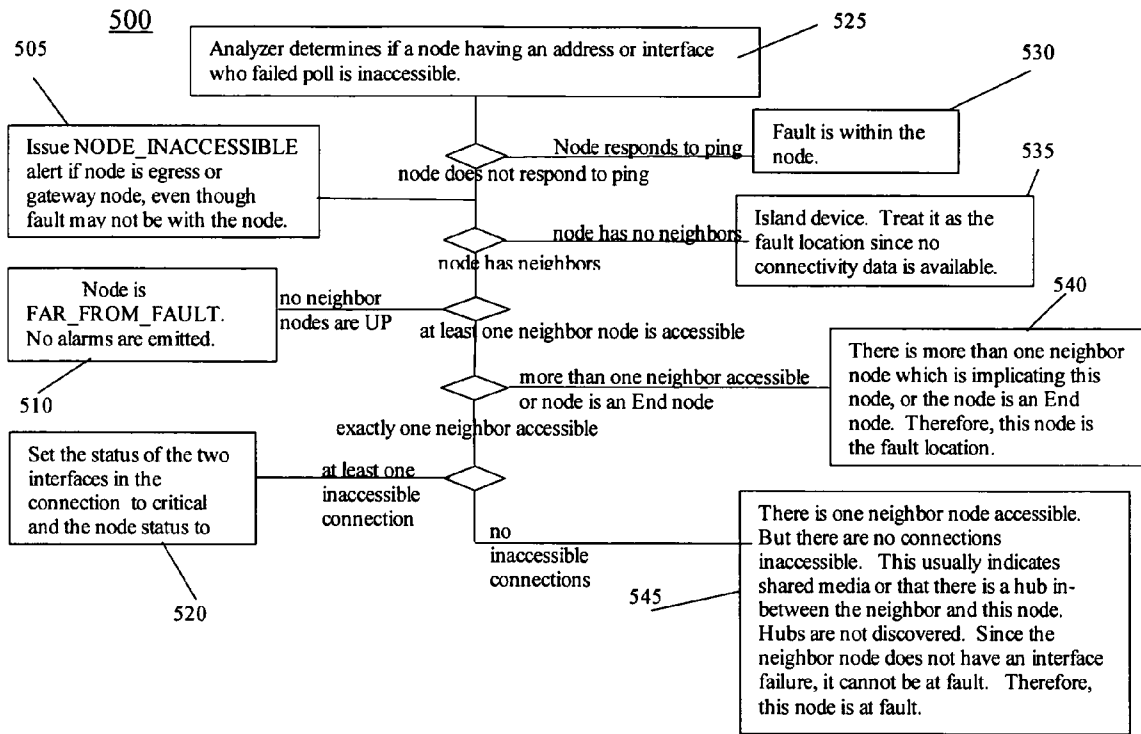 500
525
505
Analyzer determines if a node having an address or interface
who failed poll is inaccessible.
530
Issue NODE_INACCESSIBLE
alert if node is egress or
gateway node, even though
fault may not be with the node.
Node responds to ping
node does not respond to ping
Fault is within the
node.
535
node has no neighbors
node has neighbors
Island device. Treat it as the
fault location since no
connectivity data is available.
Node is
FAR_FROM_FAULT.
No alarms are emitted.
no neighbor
nodes are UP
at least one neighbor node is accessible
540
510
more than one neighbor accessible
or node is an End node
There is more than one neighbor
node which is implicating this
node, or the node is an End
node. Therefore, this node is
the fault location.
exactly one neighbor accessible
Set the status of the two
interfaces in the
connection to critical
and the node status to
at least one
inaccessible
connection
520
no
inaccessible
connections
545
There is one neighbor node accessible.
But there are no connections
inaccessible. This usually indicates
shared media or that there is a hub in-
between the neighbor and this node.
Hubs are not discovered. Since the
neighbor node does not have an interface
failure, it cannot be at fault. Therefore,
this node is at fault.